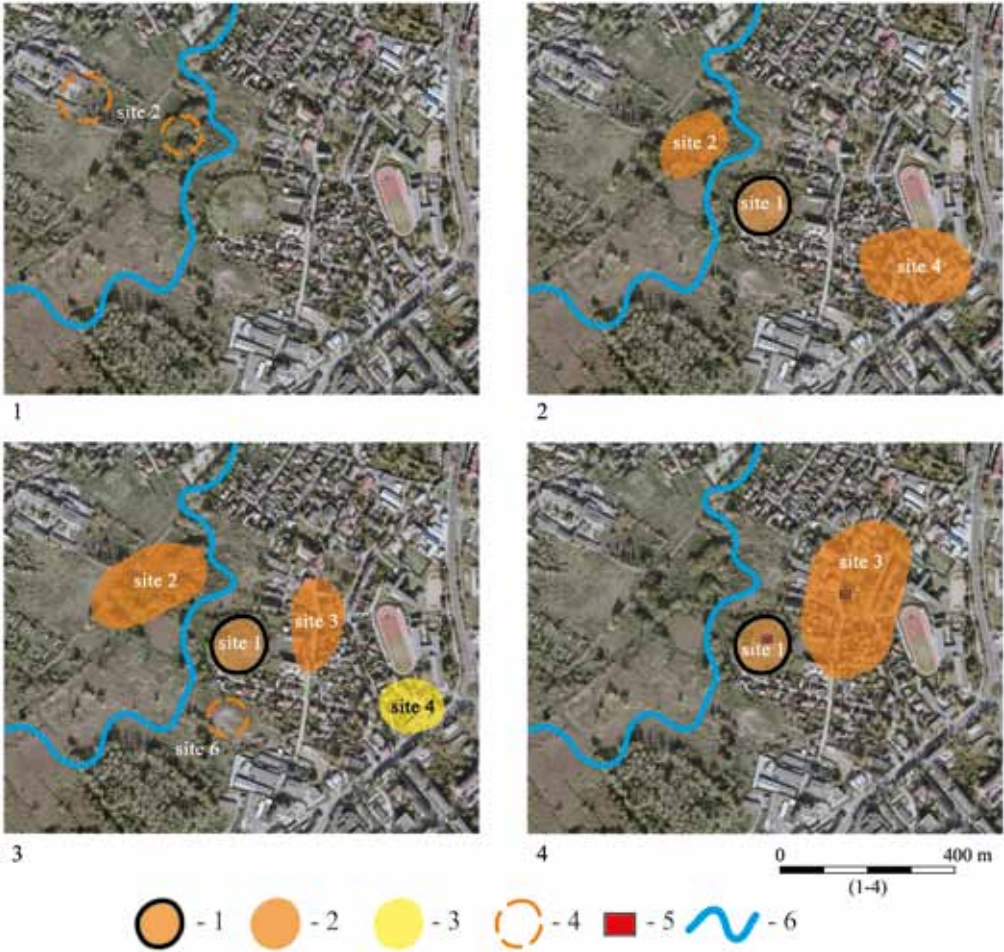 site 2
1
site 2
site 1
site 4
2
site 2
site 1
site 3
site 4
site 6
3
site 3
site 1
4
0 400 m
(1-4)
- 1 - 2 - 3 - 4 - 5 - 6